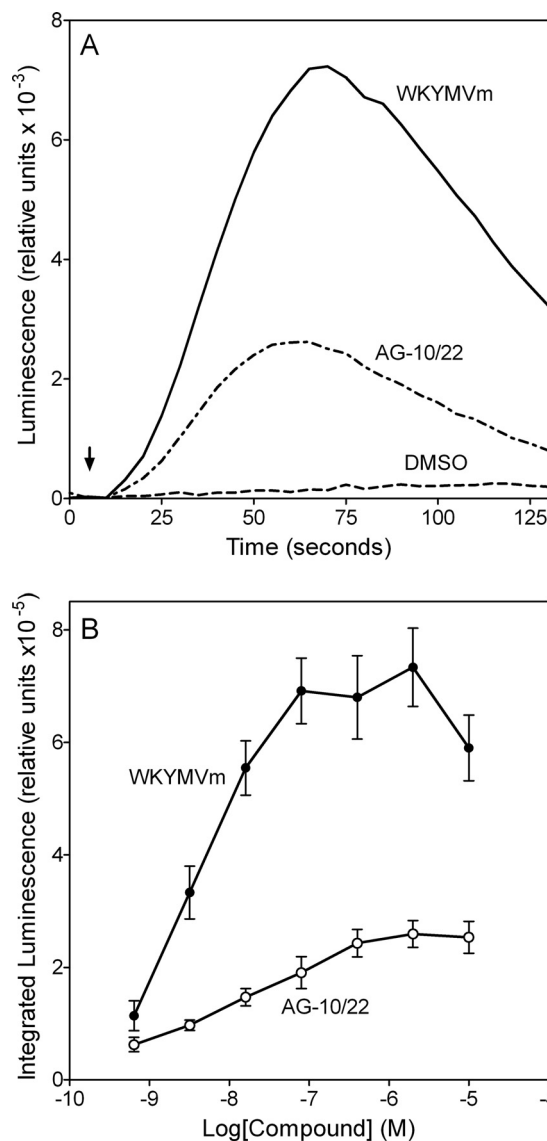 A
8
WKYMVm
6
4
AG-10/22
2
DMSO
0
0 25 50 75 100 125
Time (seconds)
Luminescence (relative units x 10⁻³)
B
8
6
WKYMVm
4
2
AG-10/22
0
-10 -9 -8 -7 -6 -5
Log[Compound] (M)
Integrated Luminescence (relative units x10⁻⁵)